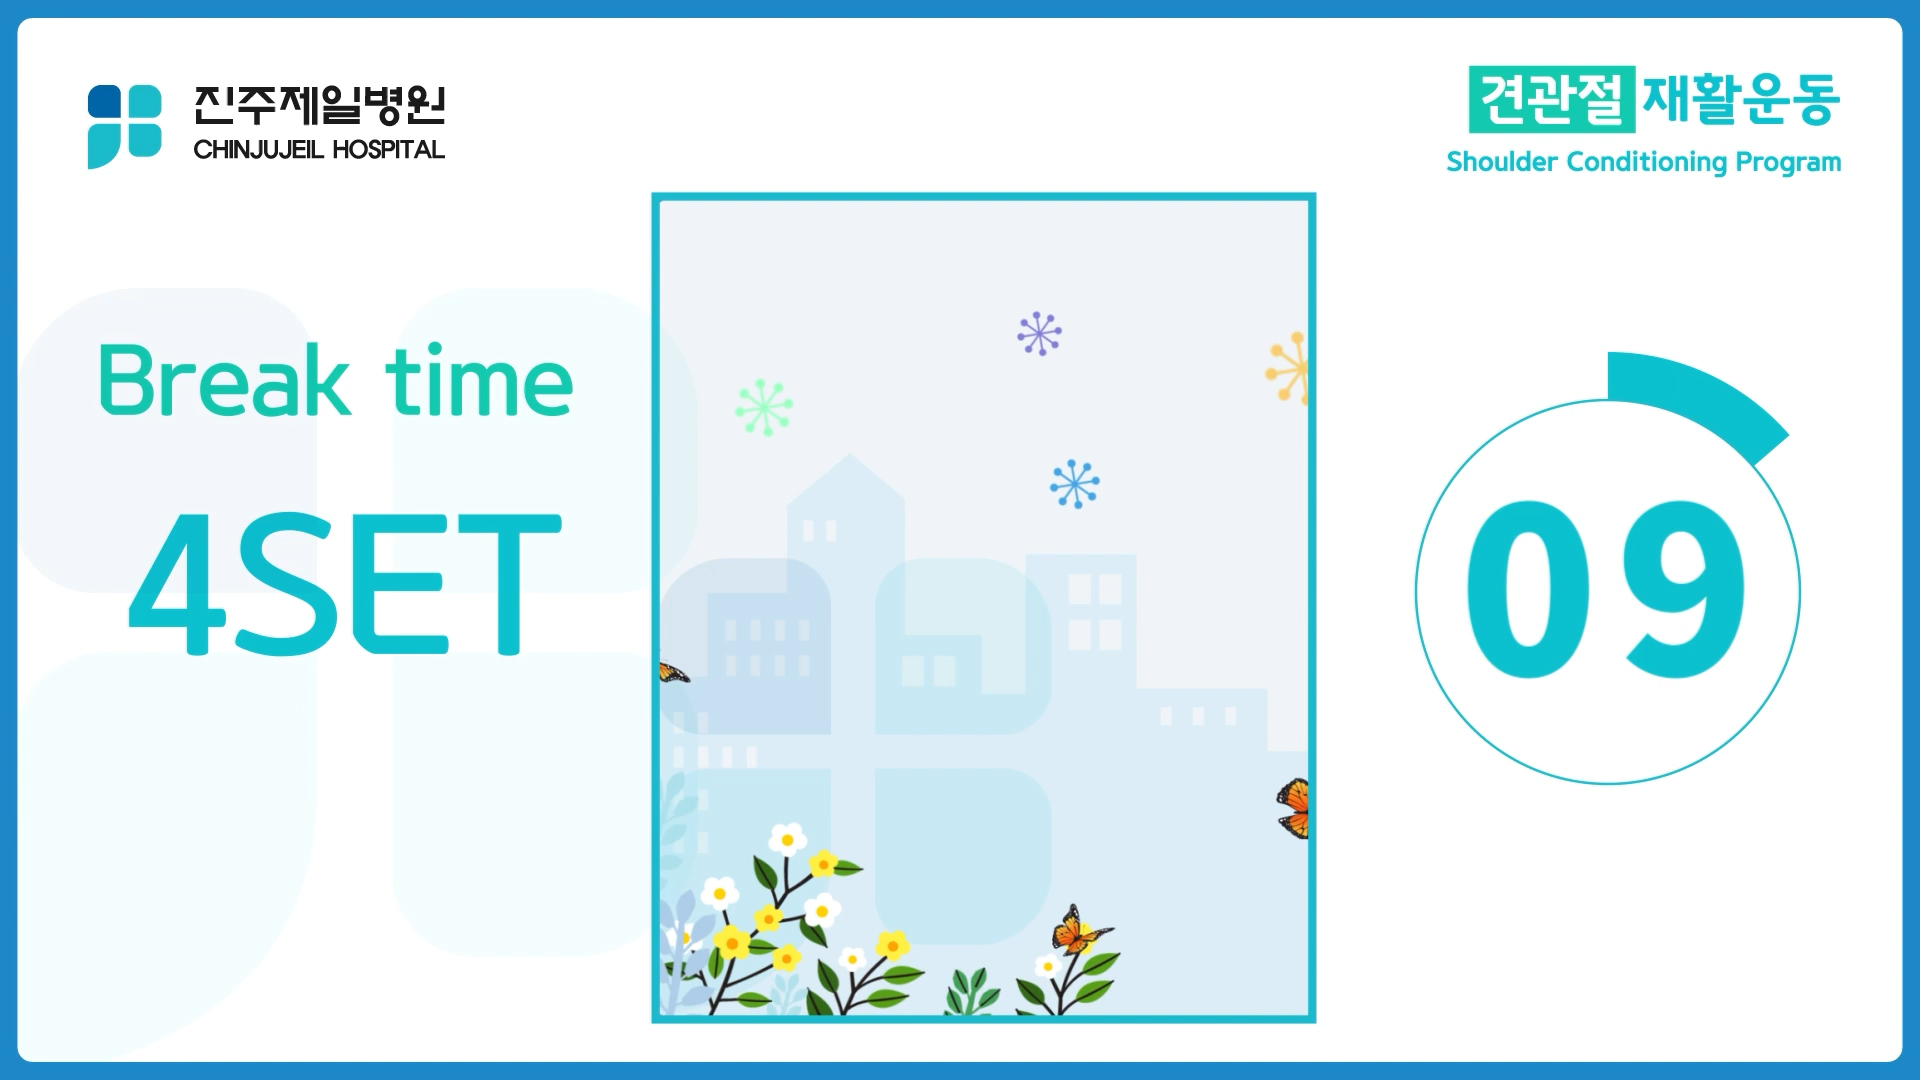 진주제일병원
CHINJUJEIL HOSPITAL
견관절 재활운동
Shoulder Conditioning Program
Break time
4SET
09